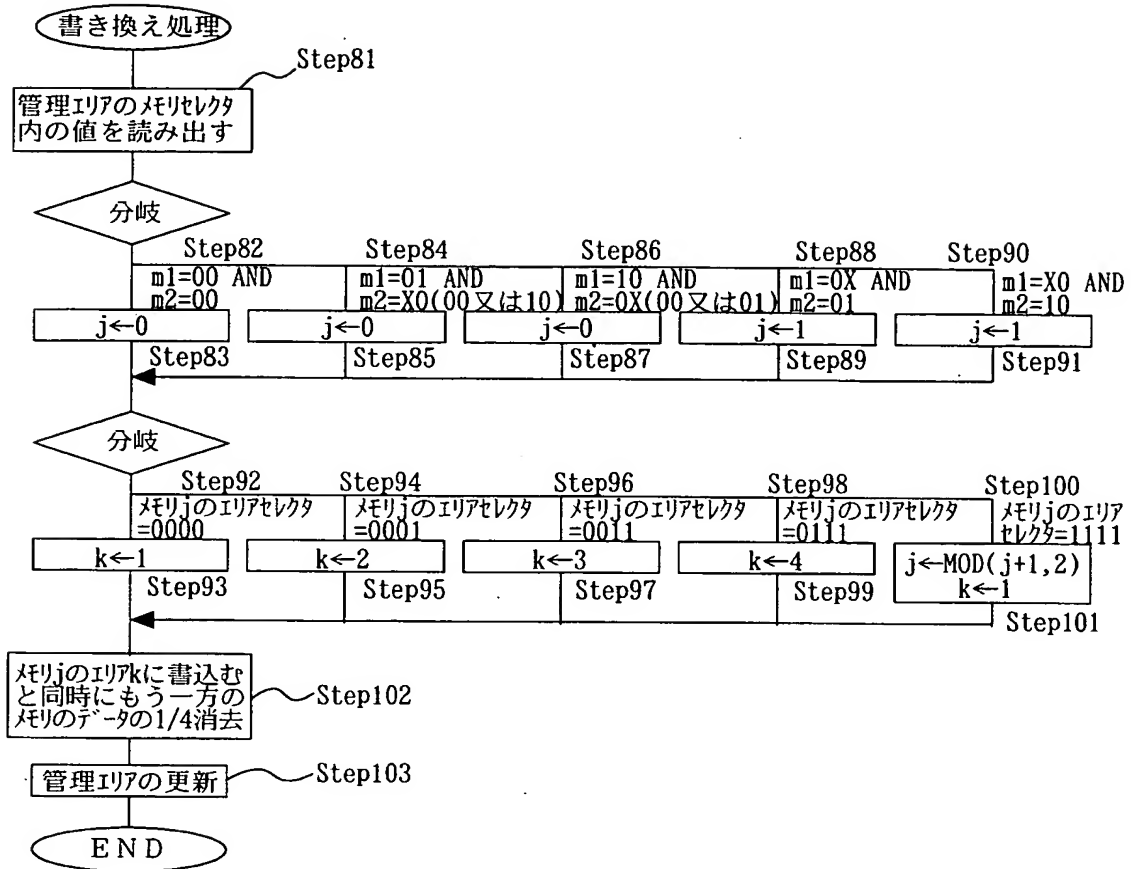 書き換え処理
Step81
管理ｴﾘｱのﾒﾓﾘｾﾚｸﾀ
内の値を読み出す
分岐
Step82
Step84
Step86
Step88
Step90
m1=00 AND
m2=00
m1=01 AND
m2=X0(00又は10)
m1=10 AND
m2=0X(00又は01)
m1=0X AND
m2=01
m1=X0 AND
m2=10
j←0
j←0
j←0
j←1
j←1
Step83
Step85
Step87
Step89
Step91
分岐
Step92
Step94
Step96
Step98
Step100
ﾒﾓﾘjのｴﾘｱｾﾚｸﾀ
=0000
ﾒﾓﾘjのｴﾘｱｾﾚｸﾀ
=0001
ﾒﾓﾘjのｴﾘｱｾﾚｸﾀ
=0011
ﾒﾓﾘjのｴﾘｱｾﾚｸﾀ
=0111
ﾒﾓﾘjのｴﾘｱ
ｾﾚｸﾀ=1111
k←1
k←2
k←3
k←4
j←MOD(j+1,2)
k←1
Step93
Step95
Step97
Step99
Step101
ﾒﾓﾘjのｴﾘｱkに書込む
と同時にもう一方の
ﾒﾓﾘのﾃﾞｰﾀの1/4消去
Step102
管理ｴﾘｱの更新
Step103
END